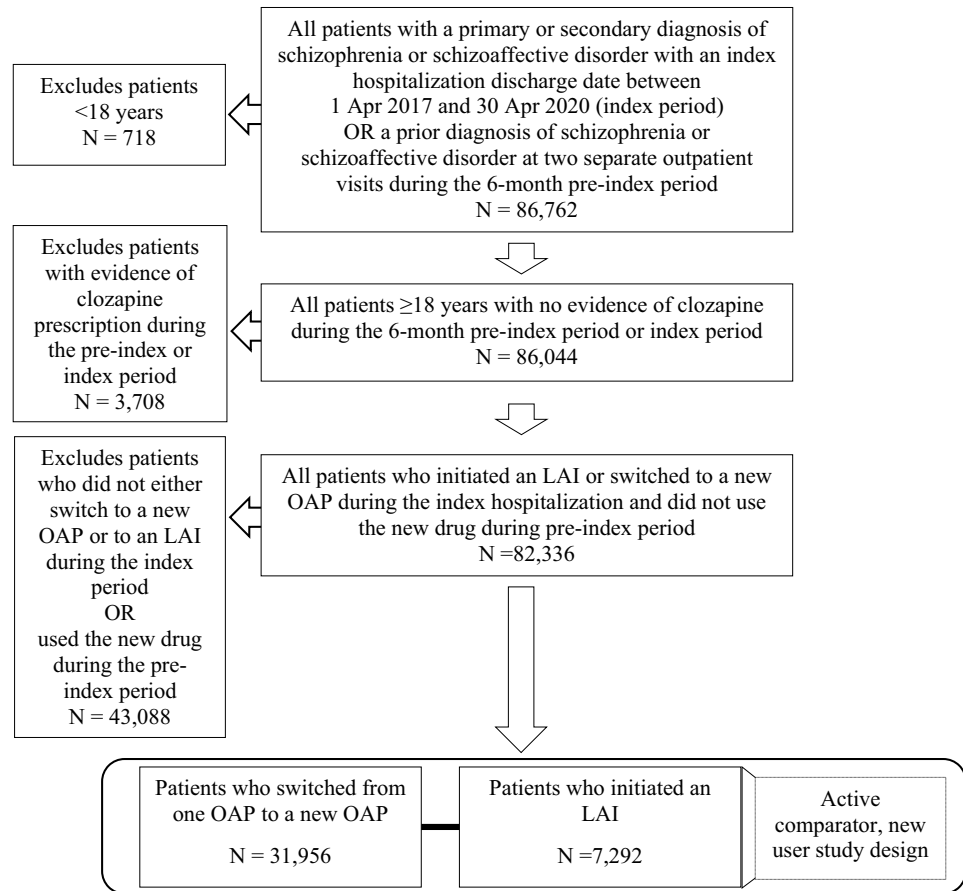 All patients with a primary or secondary diagnosis
of schizophrenia or schizoaffective disorder with an index
hospitalization discharge date between
1 Apr 2017 and 30 Apr 2020 (index period)
OR a prior diagnosis of schizophrenia or
schizoaffective disorder at two separate outpatient
visits during the 6-month pre-index period
N = 86,762
Excludes patients
<18 years
N = 718
Excludes patients
with evidence of
clozapine
prescription during
the pre-index or
index period
N = 3,708
All patients ≥18 years with no evidence of clozapine
during the 6-month pre-index period or index period
N = 86,044
Excludes patients
who did not either
switch to a new
OAP or to an LAI
during the index
period
OR
used the new drug
during the pre-
index period
N = 43,088
All patients who initiated an LAI or switched to a new
OAP during the index hospitalization and did not use
the new drug during pre-index period
N =82,336
Patients who switched from
one OAP to a new OAP
N = 31,956
Patients who initiated an
LAI
N =7,292
Active
comparator, new
user study design